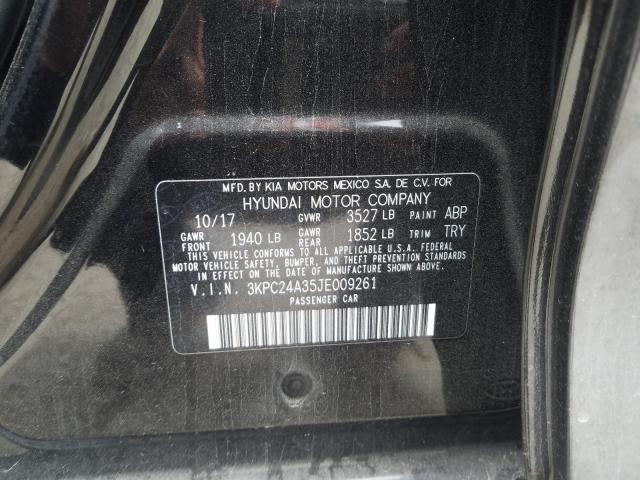 MFD. BY KIA MOTORS MEXICO S.A. DE C.V. FOR
HYUNDAI MOTOR COMPANY
10/17 GVWR 3527 LB PAINT ABP
GAWR FRONT 1940 LB GAWR REAR 1852 LB TRIM TRY
THIS VEHICLE CONFORMS TO ALL APPLICABLE U.S.A. FEDERAL
MOTOR VEHICLE SAFETY, BUMPER, AND THEFT PREVENTION STANDARDS
IN EFFECT ON THE DATE OF MANUFACTURE SHOWN ABOVE.
V.I.N. 3KPC24A35JE009261
PASSENGER CAR